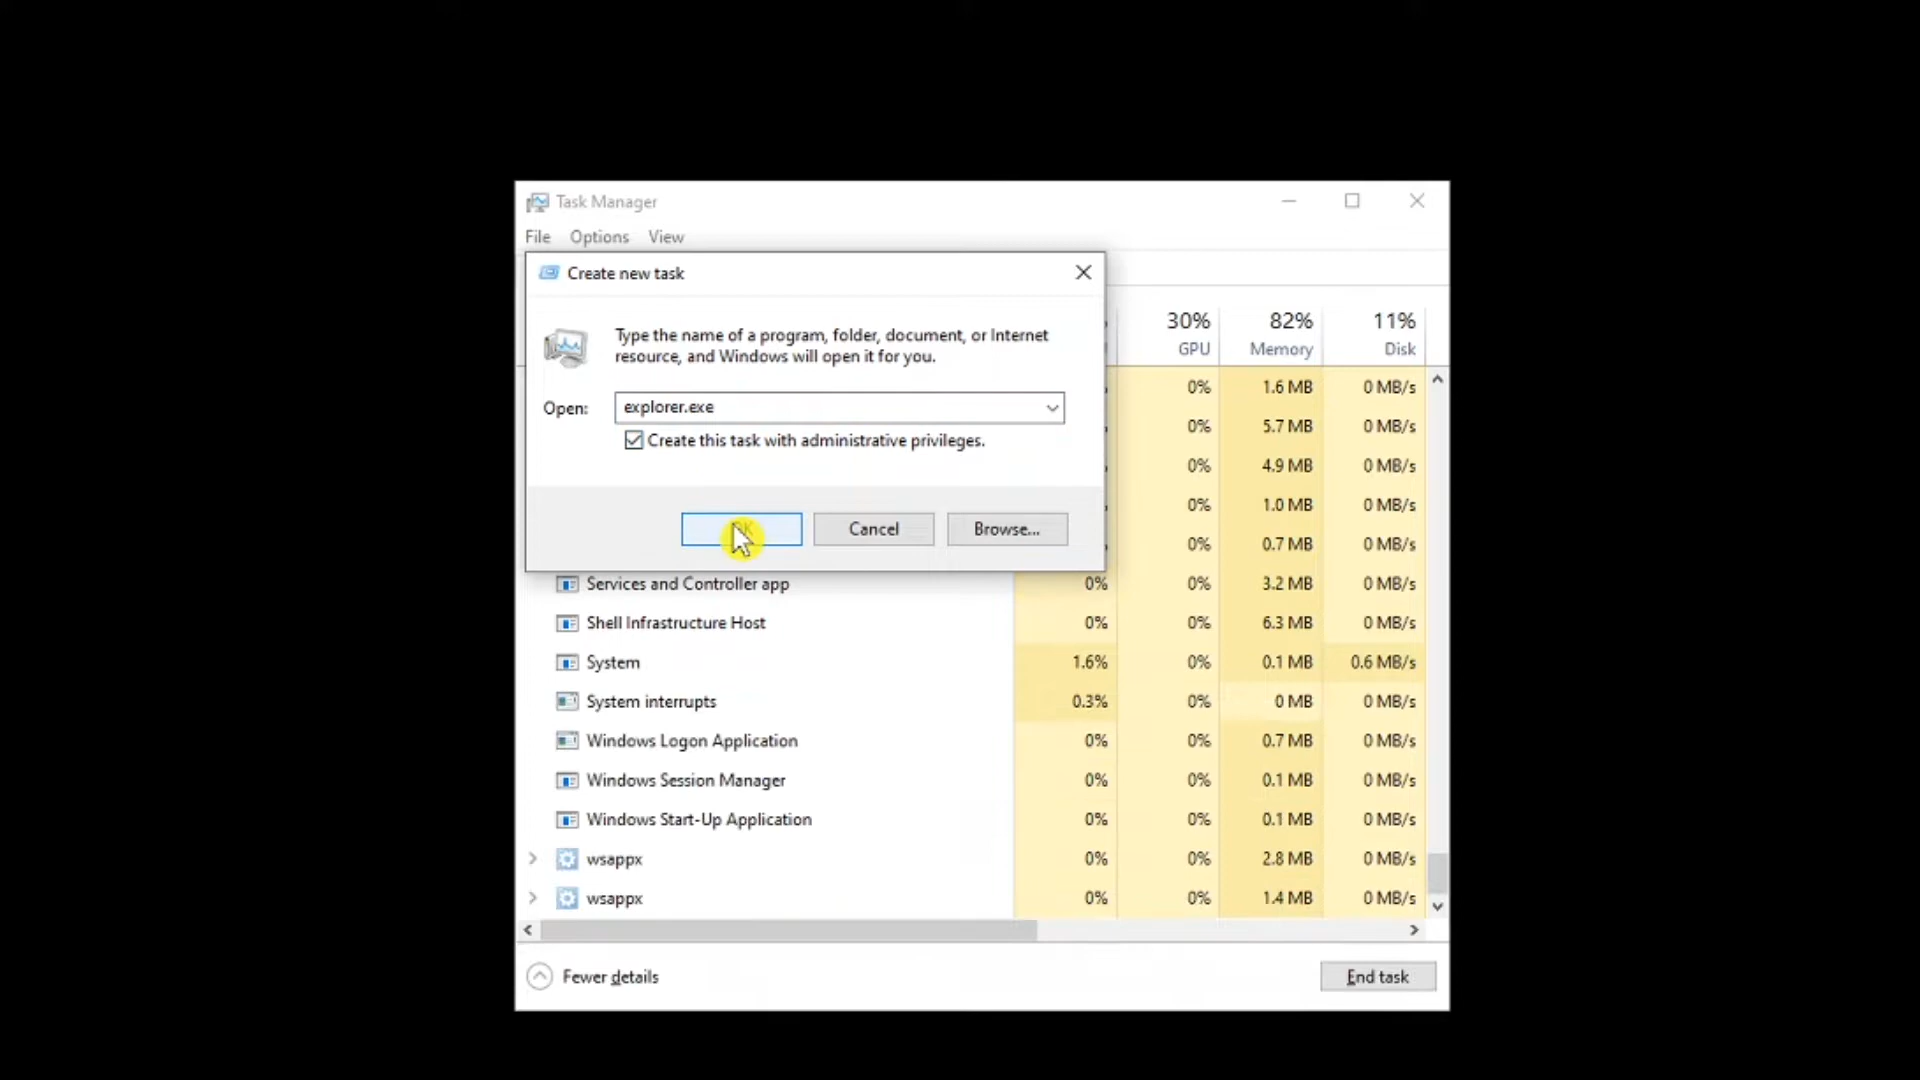 Task Manager
File Options View
Create new task
Type the name of a program, folder, document, or Internet
resource, and Windows will open it for you.
Open: explorer.exe
Create this task with administrative privileges.
Cancel Browse...
30% 82% 11%
GPU Memory Disk
0% 1.6 MB 0 MB/s
0% 5.7 MB 0 MB/s
0% 4.9 MB 0 MB/s
0% 1.0 MB 0 MB/s
0% 0.7 MB 0 MB/s
Services and Controller app 0% 0% 3.2 MB 0 MB/s
Shell Infrastructure Host 0% 0% 6.3 MB 0 MB/s
System 1.6% 0% 0.1 MB 0.6 MB/s
System interrupts 0.3% 0% 0 MB 0 MB/s
Windows Logon Application 0% 0% 0.7 MB 0 MB/s
Windows Session Manager 0% 0% 0.1 MB 0 MB/s
Windows Start-Up Application 0% 0% 0.1 MB 0 MB/s
wsappx 0% 0% 2.8 MB 0 MB/s
wsappx 0% 0% 1.4 MB 0 MB/s
Fewer details End task